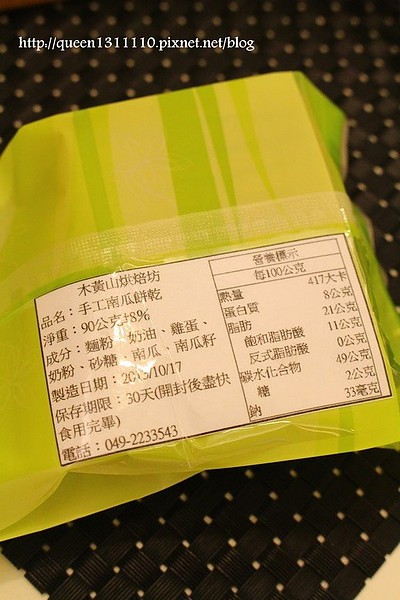 http://queen1311110.pixnet.net/blog
木黃山烘焙坊
品名：手工南瓜餅乾
淨重：90公克±8%
成分：麵粉、奶油、雞蛋、
奶粉、砂糖、南瓜、南瓜籽
製造日期：2013/10/17
保存期限：30天(開封後盡快
食用完畢)
電話：049-2233543
營養標示
每100公克
熱量 417大卡
蛋白質 8公克
脂肪 21公克
飽和脂肪酸 11公克
反式脂肪酸 0公克
碳水化合物 49公克
糖 2公克
鈉 33毫克